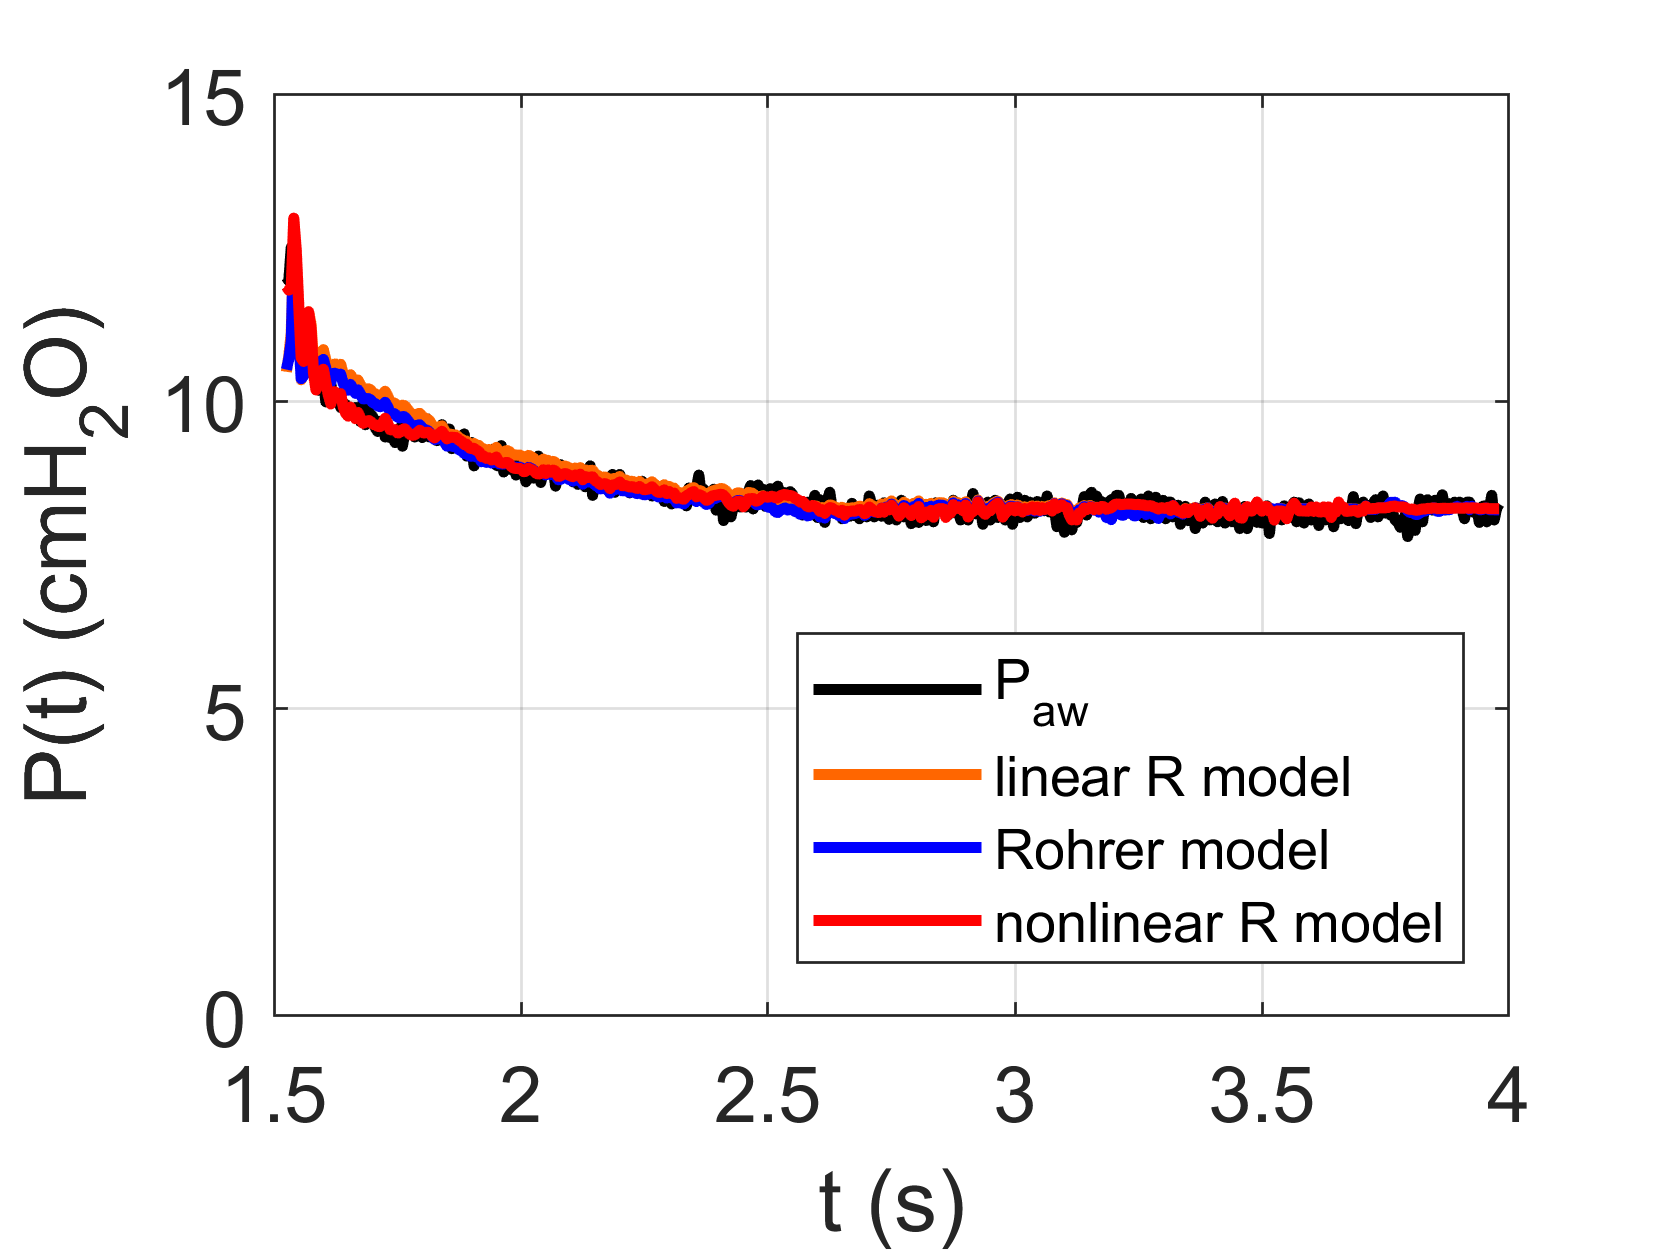 15
10
5
0
1.5 2 2.5 3 3.5 4
P(t) (cmH₂O)
t (s)
P_aw
linear R model
Rohrer model
nonlinear R model